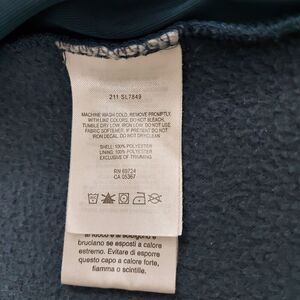 211 SL7849
MACHINE WASH COLD, REMOVE PROMPTLY,
WITH LIKE COLORS, DO NOT BLEACH,
TUMBLE DRY LOW, IRON LOW, DO NOT USE
FABRIC SOFTENER, IF PRESENT DO NOT
IRON DECAL, DO NOT DRYCLEAN
SHELL: 100% POLYESTER
LINING: 100% POLYESTER
EXCLUSIVE OF TRIMMING
RN 69724
CA 05367
al fuoco e si sciolgono e
bruciano se esposti a calore
estremo. Evitare di esporre
questo capo a calore forte,
fiamma o scintille.